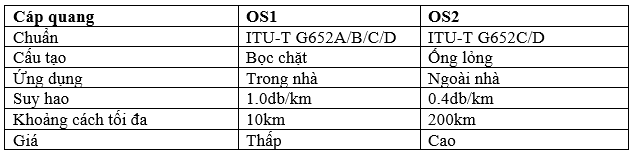 Cáp quang OS1 OS2
Chuẩn ITU-T G652A/B/C/D ITU-T G652C/D
Cấu tạo Bọc chặt Ống lỏng
Ứng dụng Trong nhà Ngoài nhà
Suy hao 1.0db/km 0.4db/km
Khoảng cách tối đa 10km 200km
Giá Thấp Cao